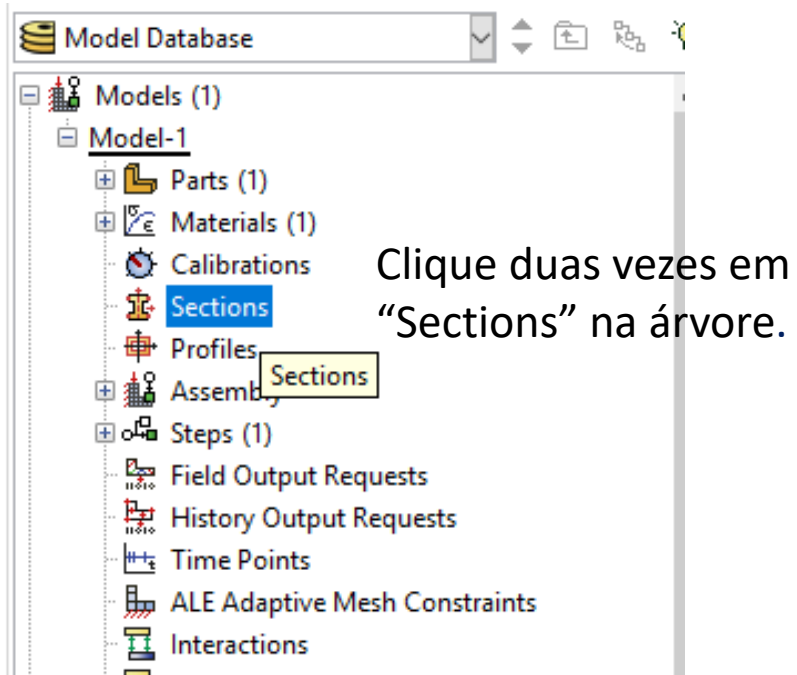 Model Database
Models (1)
Model-1
Parts (1)
Materials (1)
Calibrations
Sections
Profiles
Sections
Steps (1)
Field Output Requests
History Output Requests
Time Points
ALE Adaptive Mesh Constraints
Interactions
Clique duas vezes em
“Sections” na árvore.